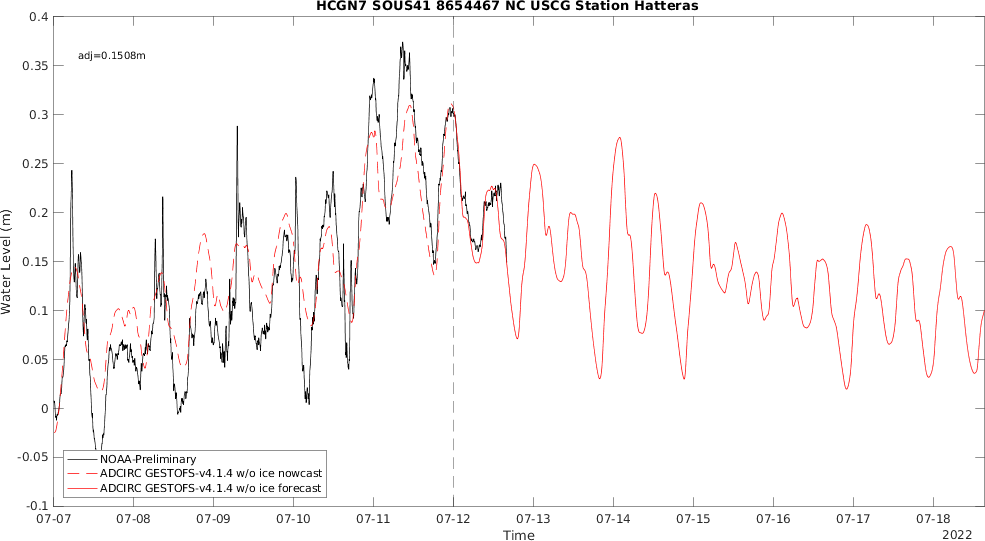 HCGN7 SOUS41 8654467 NC USCG Station Hatteras
adj=0.1508m
0.4
0.35
0.3
0.25
0.2
0.15
0.1
0.05
0
-0.05
-0.1
Water Level (m)
NOAA-Preliminary
ADCIRC GESTOFS-v4.1.4 w/o ice nowcast
ADCIRC GESTOFS-v4.1.4 w/o ice forecast
07-07 07-08 07-09 07-10 07-11 07-12 07-13 07-14 07-15 07-16 07-17 07-18
Time
2022